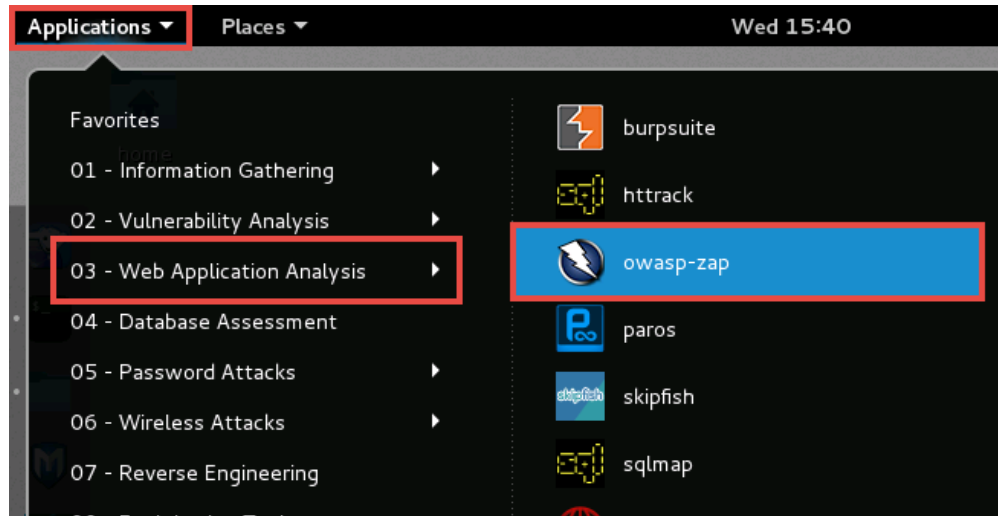 Applications Places Wed 15:40
Favorites
home
01 - Information Gathering
02 - Vulnerability Analysis
03 - Web Application Analysis
04 - Database Assessment
05 - Password Attacks
06 - Wireless Attacks
07 - Reverse Engineering
burpsuite
httrack
owasp-zap
paros
skipfish
skipfish
sqlmap